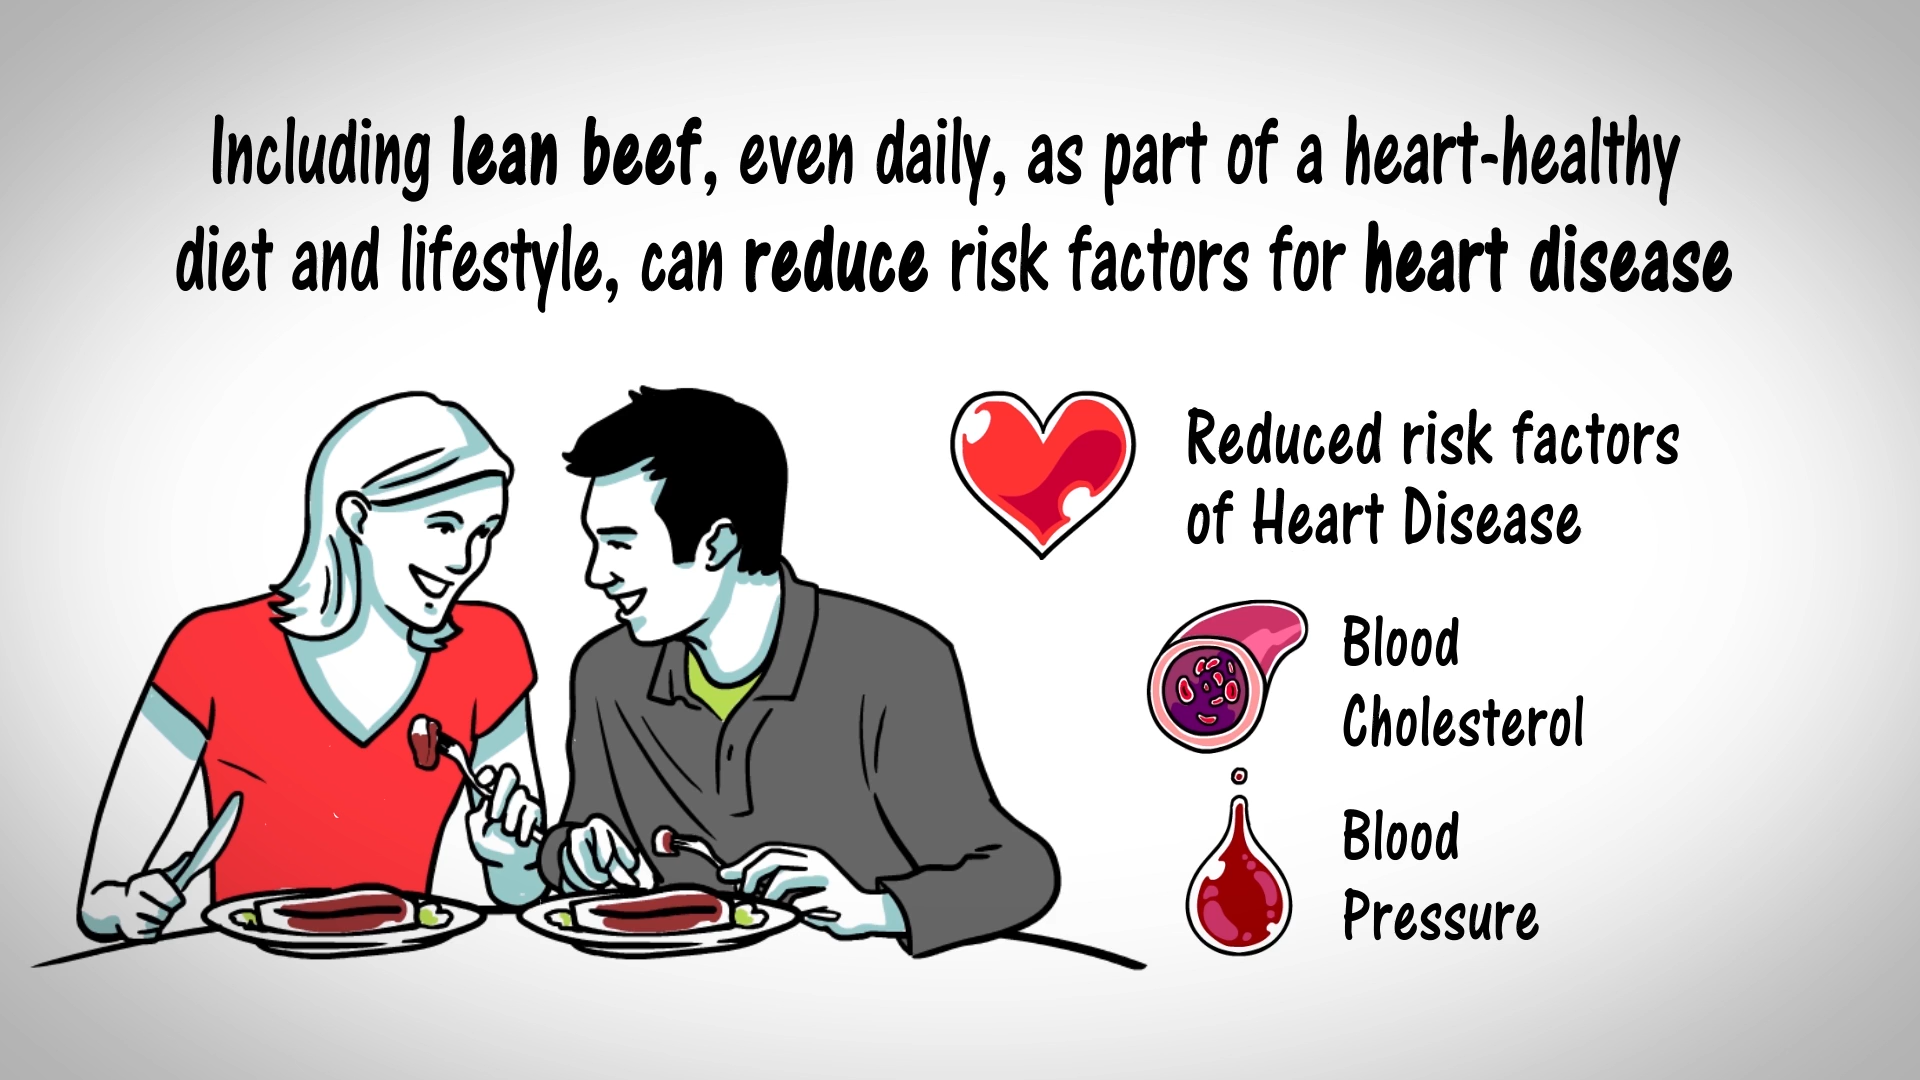 Including lean beef, even daily, as part of a heart-healthy
diet and lifestyle, can reduce risk factors for heart disease
Reduced risk factors
of Heart Disease
Blood
Cholesterol
Blood
Pressure